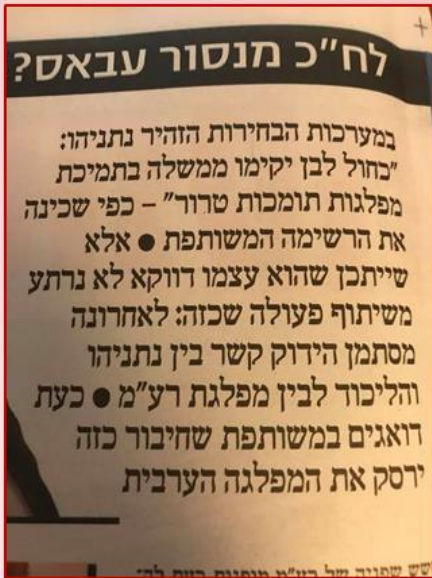 לח"כ מנסור עבאס?
במערכות הבחירות הזהיר נתניהו:
"כחול לבן יקימו ממשלה בתמיכת
מפלגות תומכות טרור" – כפי שכינה
את הרשימה המשותפת ● אלא
שייתכן שהוא עצמו דווקא לא נרתע
משיתוף פעולה שכזה: לאחרונה
מסתמן הידוק קשר בין נתניהו
והליכוד לבין מפלגת רע"מ ● כעת
דואגים במשותפת שחיבור כזה
ירסק את המפלגה הערבית